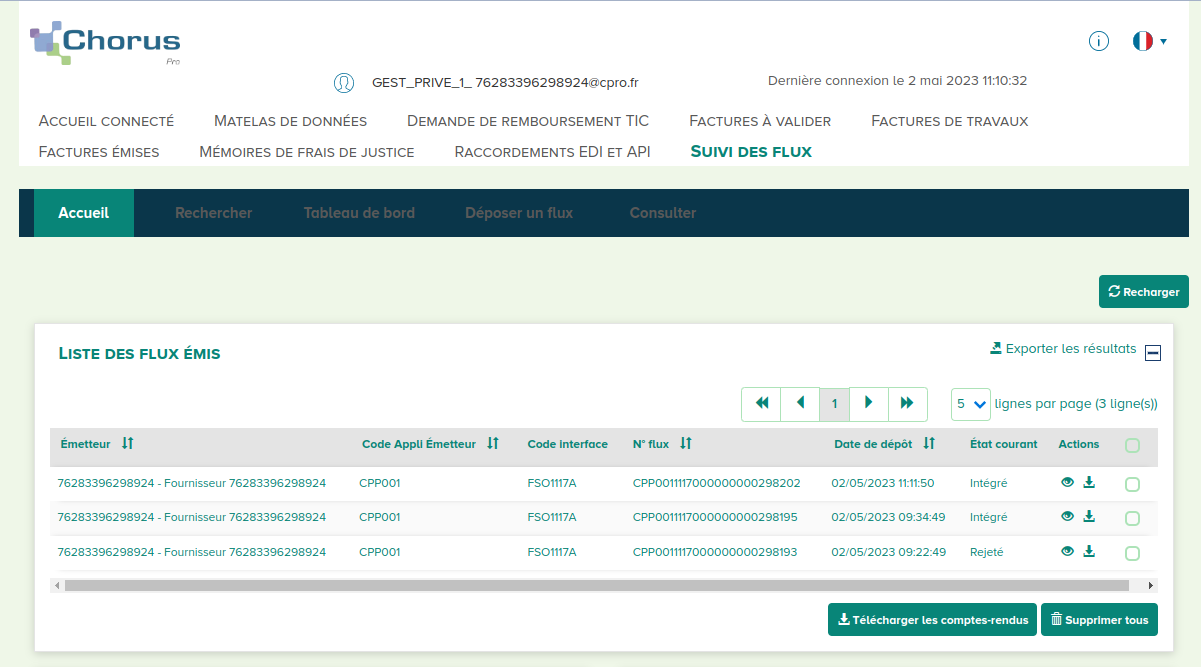 Chorus
Pro
GEST_PRIVE_1_ 76283396298924@cpro.fr
Dernière connexion le 2 mai 2023 11:10:32
Accueil connecté Matelas de données Demande de remboursement TIC Factures à valider Factures de travaux
Factures émises Mémoires de frais de justice Raccordements EDI et API Suivi des flux
Accueil Rechercher Tableau de bord Déposer un flux Consulter
Recharger
Liste des flux émis
Exporter les résultats
1 5 lignes par page (3 ligne(s))
Émetteur Code Appli Émetteur Code interface N° flux Date de dépôt État courant Actions
76283396298924 - Fournisseur 76283396298924 CPP001 FSO1117A CPP0011117000000000298202 02/05/2023 11:11:50 Intégré
76283396298924 - Fournisseur 76283396298924 CPP001 FSO1117A CPP0011117000000000298195 02/05/2023 09:34:49 Intégré
76283396298924 - Fournisseur 76283396298924 CPP001 FSO1117A CPP0011117000000000298193 02/05/2023 09:22:49 Rejeté
Télécharger les comptes-rendus Supprimer tous